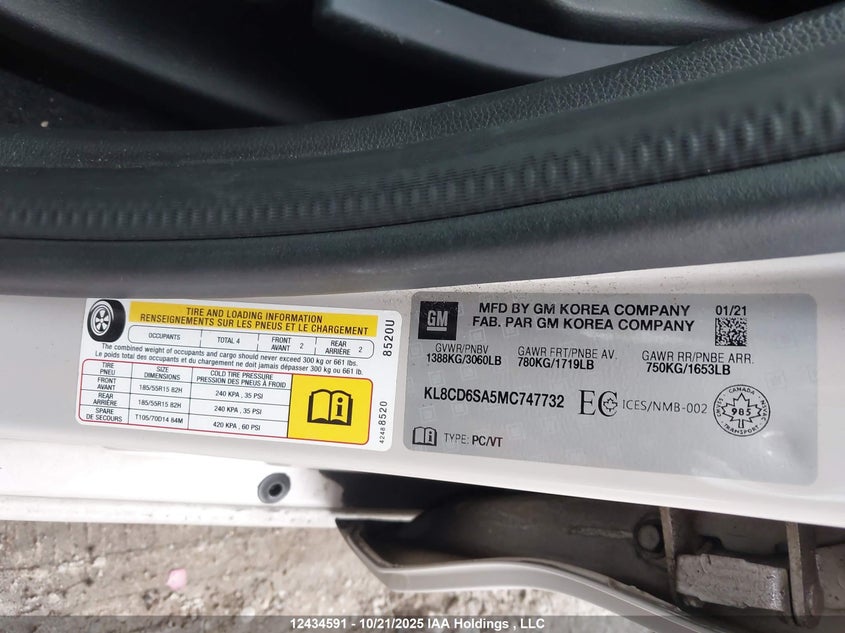 TIRE AND LOADING INFORMATION
RENSEIGNEMENTS SUR LES PNEUS ET LE CHARGEMENT
OCCUPANTS TOTAL 4 FRONT AVANT 2 REAR ARRIÈRE 2
The combined weight of occupants and cargo should never exceed 300 kg or 661 lbs.
Le poids total des occupants et du chargement ne doit jamais dépasser 300 kg ou 661 lb.
TIRE PNEU SIZE DIMENSIONS COLD TIRE PRESSURE PRESSION DES PNEUS À FROID
FRONT AVANT 185/55R15 82H 240 KPA , 35 PSI
REAR ARRIÈRE 185/55R15 82H 240 KPA , 35 PSI
SPARE DE SECOURS T105/70D14 84M 420 KPA , 60 PSI
8520U
4248 8520
GM
MFD BY GM KOREA COMPANY
FAB. PAR GM KOREA COMPANY
01/21
GVWR/PNBV
1388KG/3060LB
GAWR FRT/PNBE AV.
780KG/1719LB
GAWR RR/PNBE ARR.
750KG/1653LB
KL8CD6SA5MC747732
ICES/NMB-002
CANADA
985
TRANSPORT
TYPE: PC/VT
12434591 - 10/21/2025 IAA Holdings , LLC